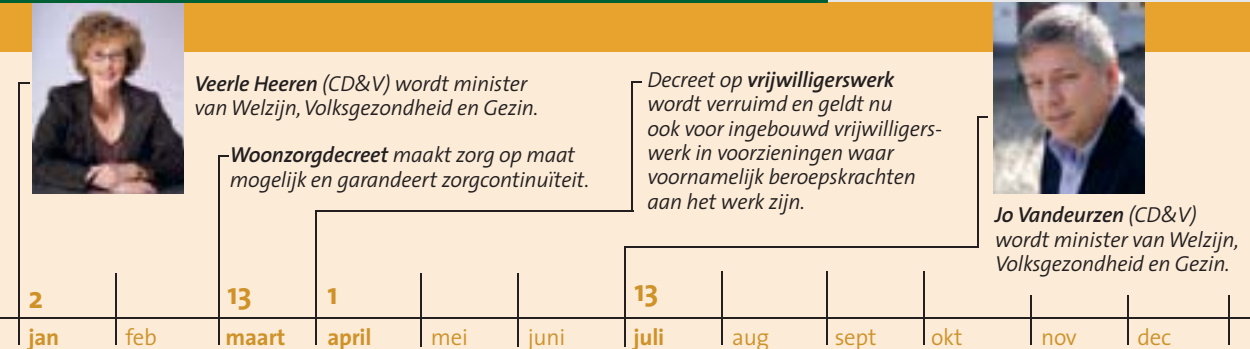 Veerle Heeren (CD&V) wordt minister
van Welzijn, Volksgezondheid en Gezin.
Woonzorgdecreet maakt zorg op maat
mogelijk en garandeert zorgcontinuïteit.
Decreet op vrijwilligerswerk
wordt verruimd en geldt nu
ook voor ingebouwd vrijwilligers-
werk in voorzieningen waar
voornamelijk beroepskrachten
aan het werk zijn.
Jo Vandeurzen (CD&V)
wordt minister van Welzijn,
Volksgezondheid en Gezin.
2 13 1 13
jan feb maart april mei juni juli aug sept okt nov dec